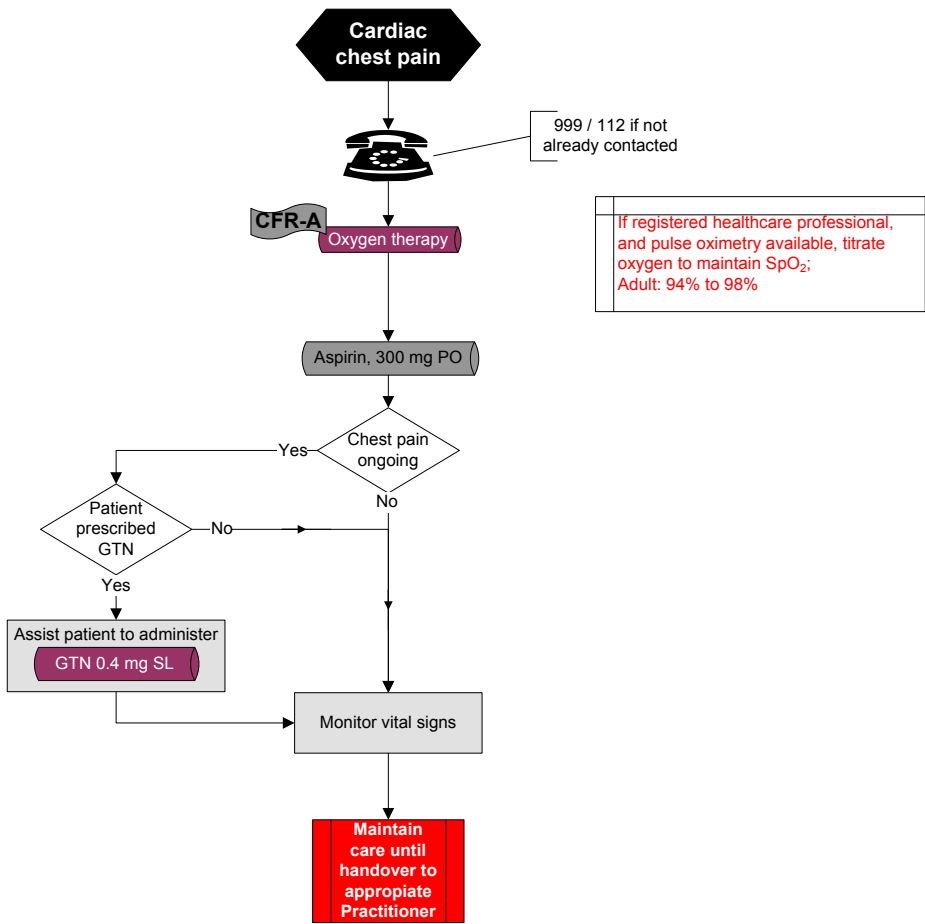 Cardiac
chest pain
999 / 112 if not
already contacted
CFR-A
Oxygen therapy
If registered healthcare professional,
and pulse oximetry available, titrate
oxygen to maintain SpO₂;
Adult: 94% to 98%
Aspirin, 300 mg PO
Chest pain
ongoing
Yes
No
Patient
prescribed
GTN
No
Yes
Assist patient to administer
GTN 0.4 mg SL
Monitor vital signs
Maintain
care until
handover to
appropiate
Practitioner